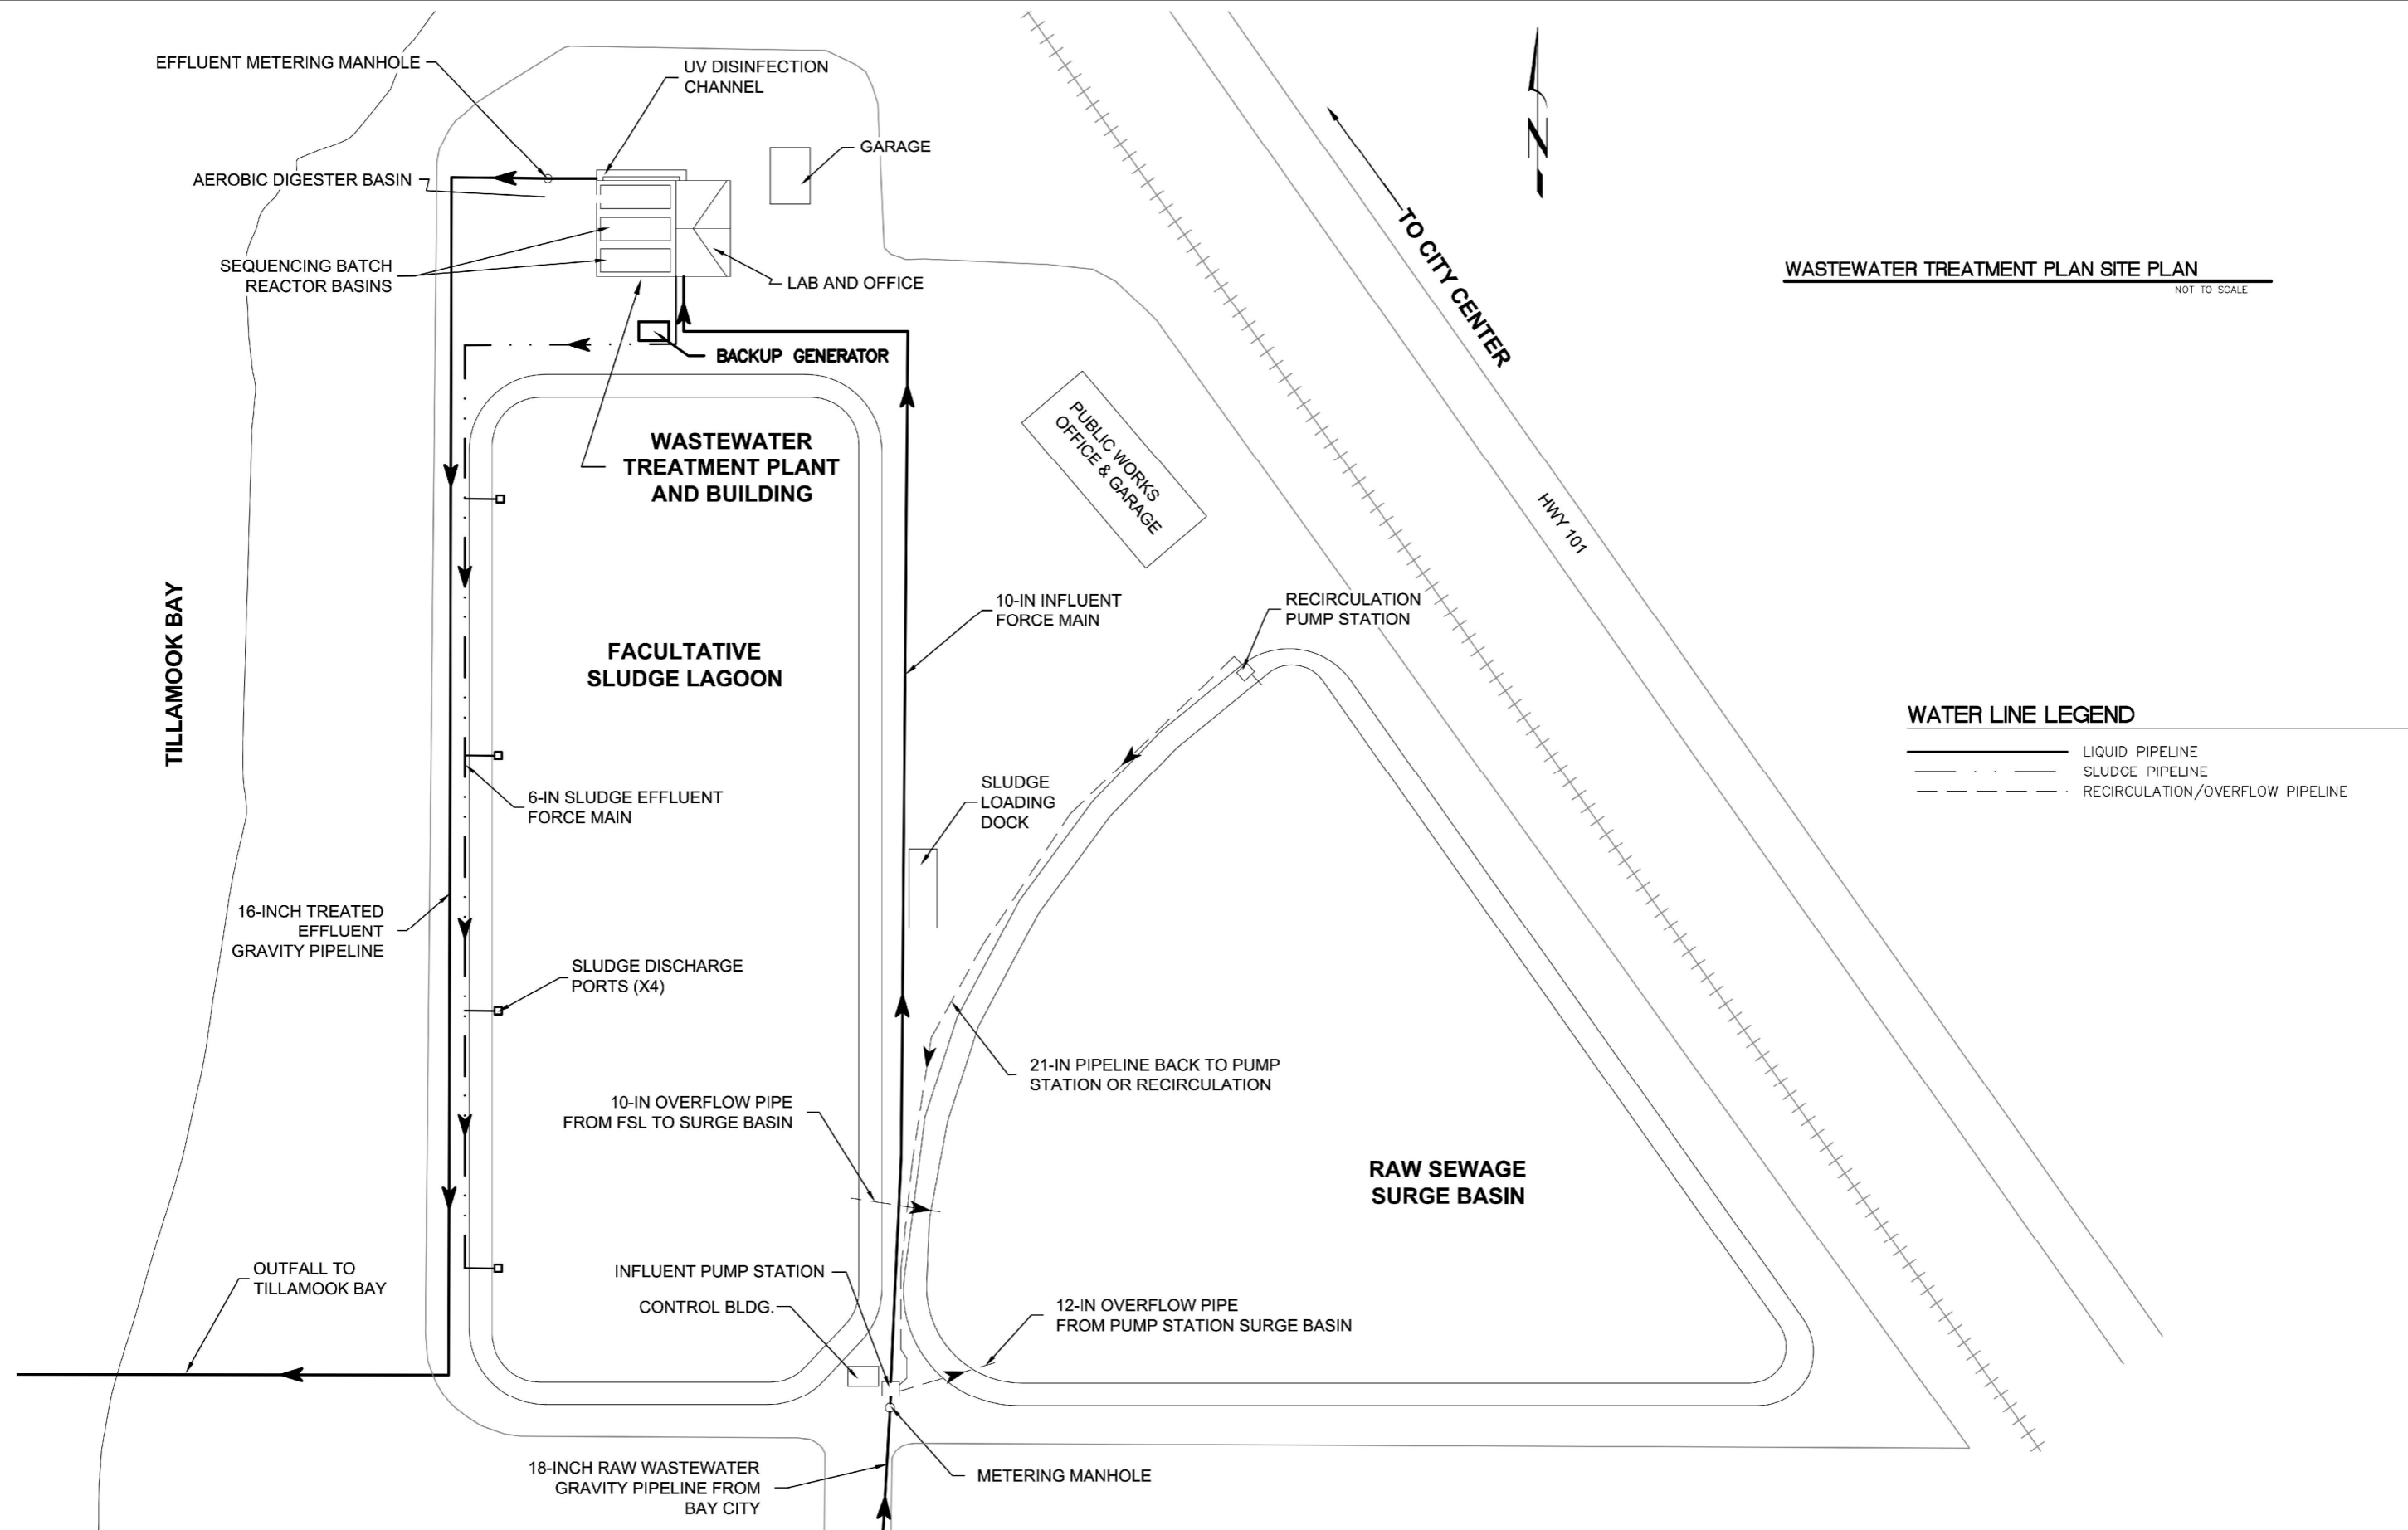 EFFLUENT METERING MANHOLE
UV DISINFECTION
CHANNEL
GARAGE
AEROBIC DIGESTER BASIN
N
TO CITY CENTER
SEQUENCING BATCH
REACTOR BASINS
LAB AND OFFICE
WASTEWATER TREATMENT PLAN SITE PLAN
NOT TO SCALE
BACKUP GENERATOR
WASTEWATER
TREATMENT PLANT
AND BUILDING
PUBLIC WORKS
OFFICE & GARAGE
HWY 101
TILLAMOOK BAY
FACULTATIVE
SLUDGE LAGOON
10-IN INFLUENT
FORCE MAIN
RECIRCULATION
PUMP STATION
WATER LINE LEGEND
LIQUID PIPELINE
SLUDGE PIPELINE
RECIRCULATION/OVERFLOW PIPELINE
6-IN SLUDGE EFFLUENT
FORCE MAIN
SLUDGE
LOADING
DOCK
16-INCH TREATED
EFFLUENT
GRAVITY PIPELINE
SLUDGE DISCHARGE
PORTS (X4)
21-IN PIPELINE BACK TO PUMP
STATION OR RECIRCULATION
10-IN OVERFLOW PIPE
FROM FSL TO SURGE BASIN
RAW SEWAGE
SURGE BASIN
OUTFALL TO
TILLAMOOK BAY
INFLUENT PUMP STATION
CONTROL BLDG.
12-IN OVERFLOW PIPE
FROM PUMP STATION SURGE BASIN
18-INCH RAW WASTEWATER
GRAVITY PIPELINE FROM
BAY CITY
METERING MANHOLE